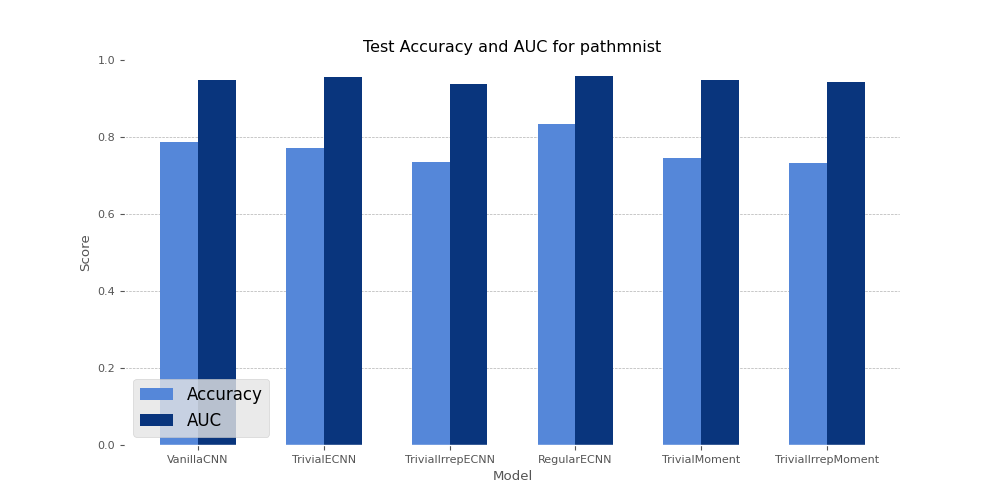 Test Accuracy and AUC for pathmnist
1.0
0.8
0.6
0.4
0.2
0.0
Score
Accuracy
AUC
VanillaCNN
TrivialECNN
TrivialIrrepECNN
RegularECNN
TrivialMoment
TrivialIrrepMoment
Model